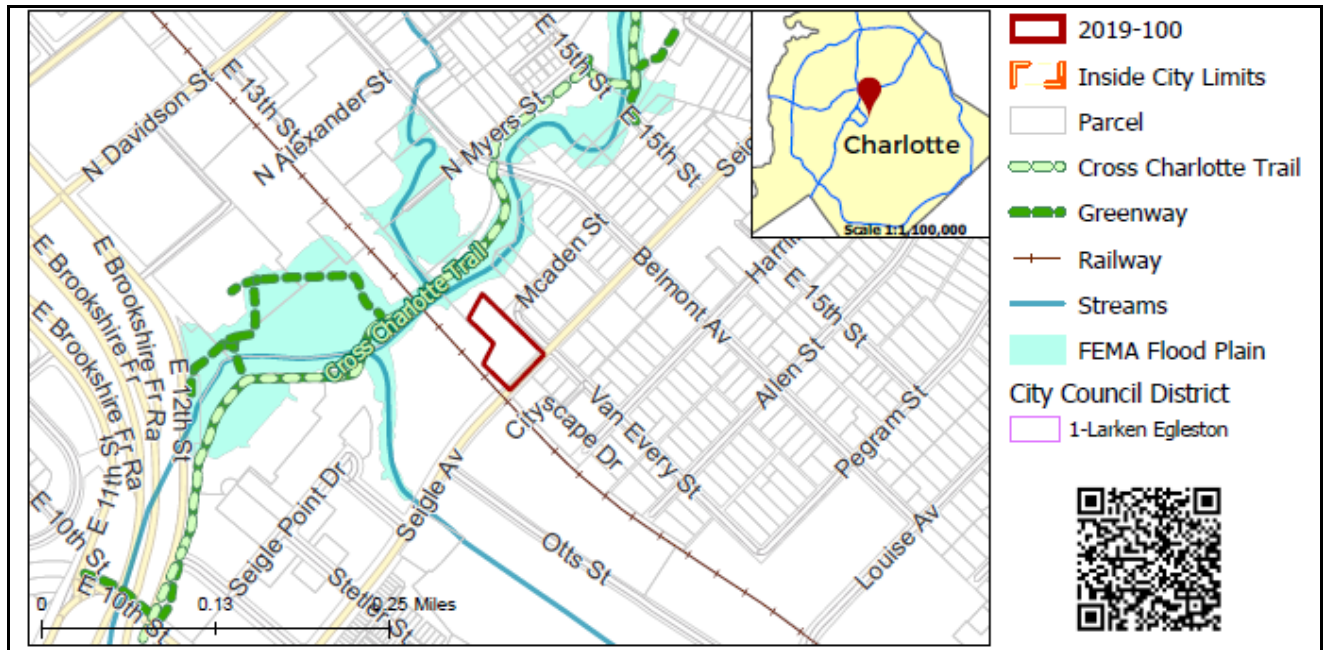 N Davidson St
E 13th St
N Alexander St
E 15th St
N Myers St
E 15th St
Mcaden St
Belmont Av
E 15th St
Allen St
Pegram St
Louise Av
Van Every St
Cityscape Dr
Seigle Av
Otts St
Seigle Point Dr
Stetler St
Cross Charlotte Trail
E Brookshire Fr Ra
E Brookshire Fr
E Brookshire Fr Ra
E 12th St
E 11th St
E 10th St
E 10th St
0
0.13
0.25 Miles
Charlotte
Scale 1:1,100,000
2019-100
Inside City Limits
Parcel
Cross Charlotte Trail
Greenway
Railway
Streams
FEMA Flood Plain
City Council District
1-Larken Egleston